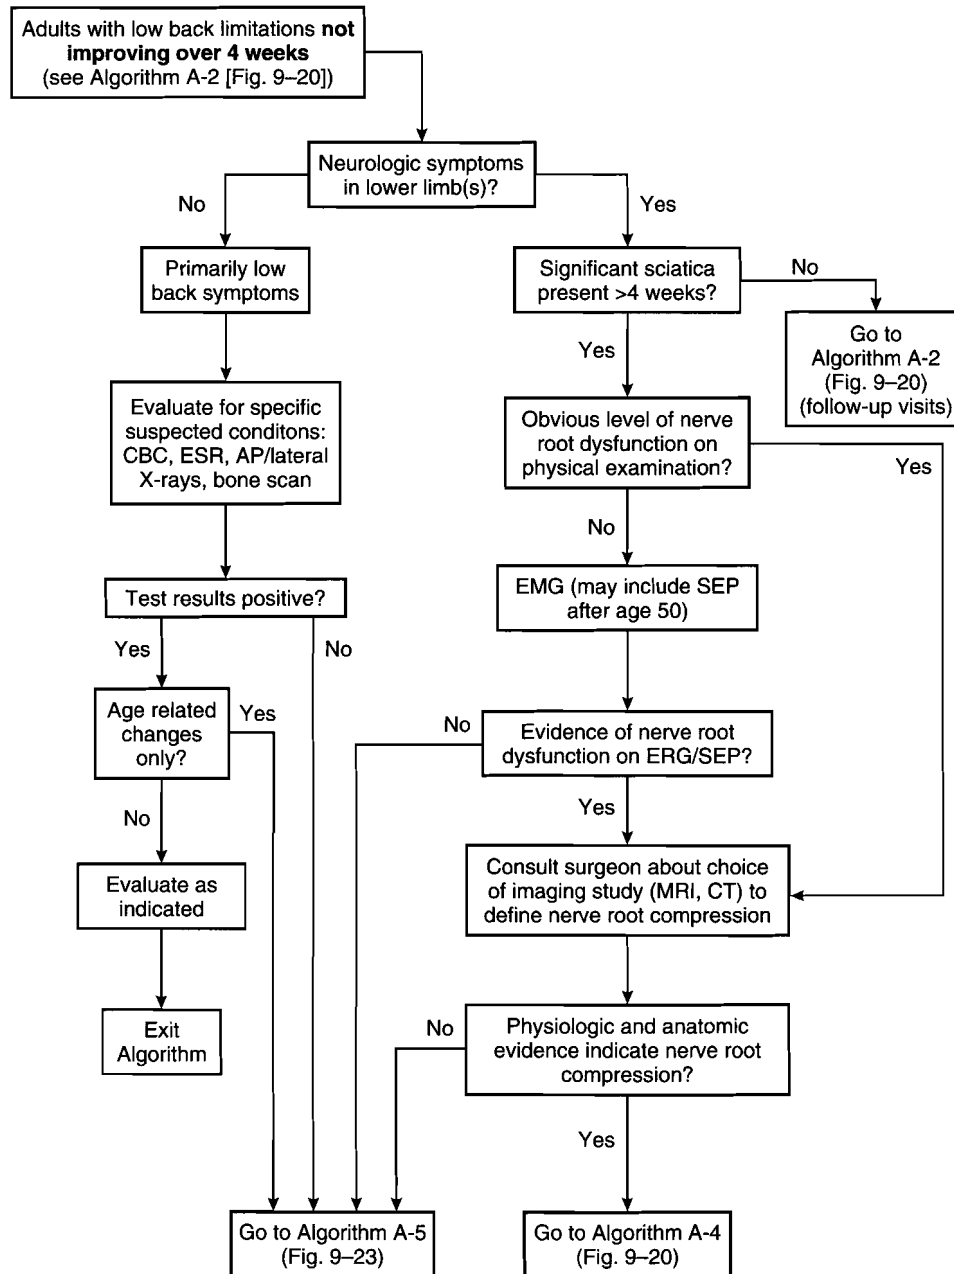 Adults with low back limitations not
improving over 4 weeks
(see Algorithm A-2 [Fig. 9–20])
Neurologic symptoms
in lower limb(s)?
No
Yes
Primarily low
back symptoms
Significant sciatica
present >4 weeks?
No
Go to
Algorithm A-2
(Fig. 9–20)
(follow-up visits)
Yes
Evaluate for specific
suspected conditons:
CBC, ESR, AP/lateral
X-rays, bone scan
Obvious level of nerve
root dysfunction on
physical examination?
Yes
No
Test results positive?
EMG (may include SEP
after age 50)
Yes
No
Age related
changes
only?
Yes
No
Evidence of nerve root
dysfunction on ERG/SEP?
No
Yes
Evaluate as
indicated
Consult surgeon about choice
of imaging study (MRI, CT) to
define nerve root compression
Exit
Algorithm
No
Physiologic and anatomic
evidence indicate nerve root
compression?
Yes
Go to Algorithm A-5
(Fig. 9–23)
Go to Algorithm A-4
(Fig. 9–20)